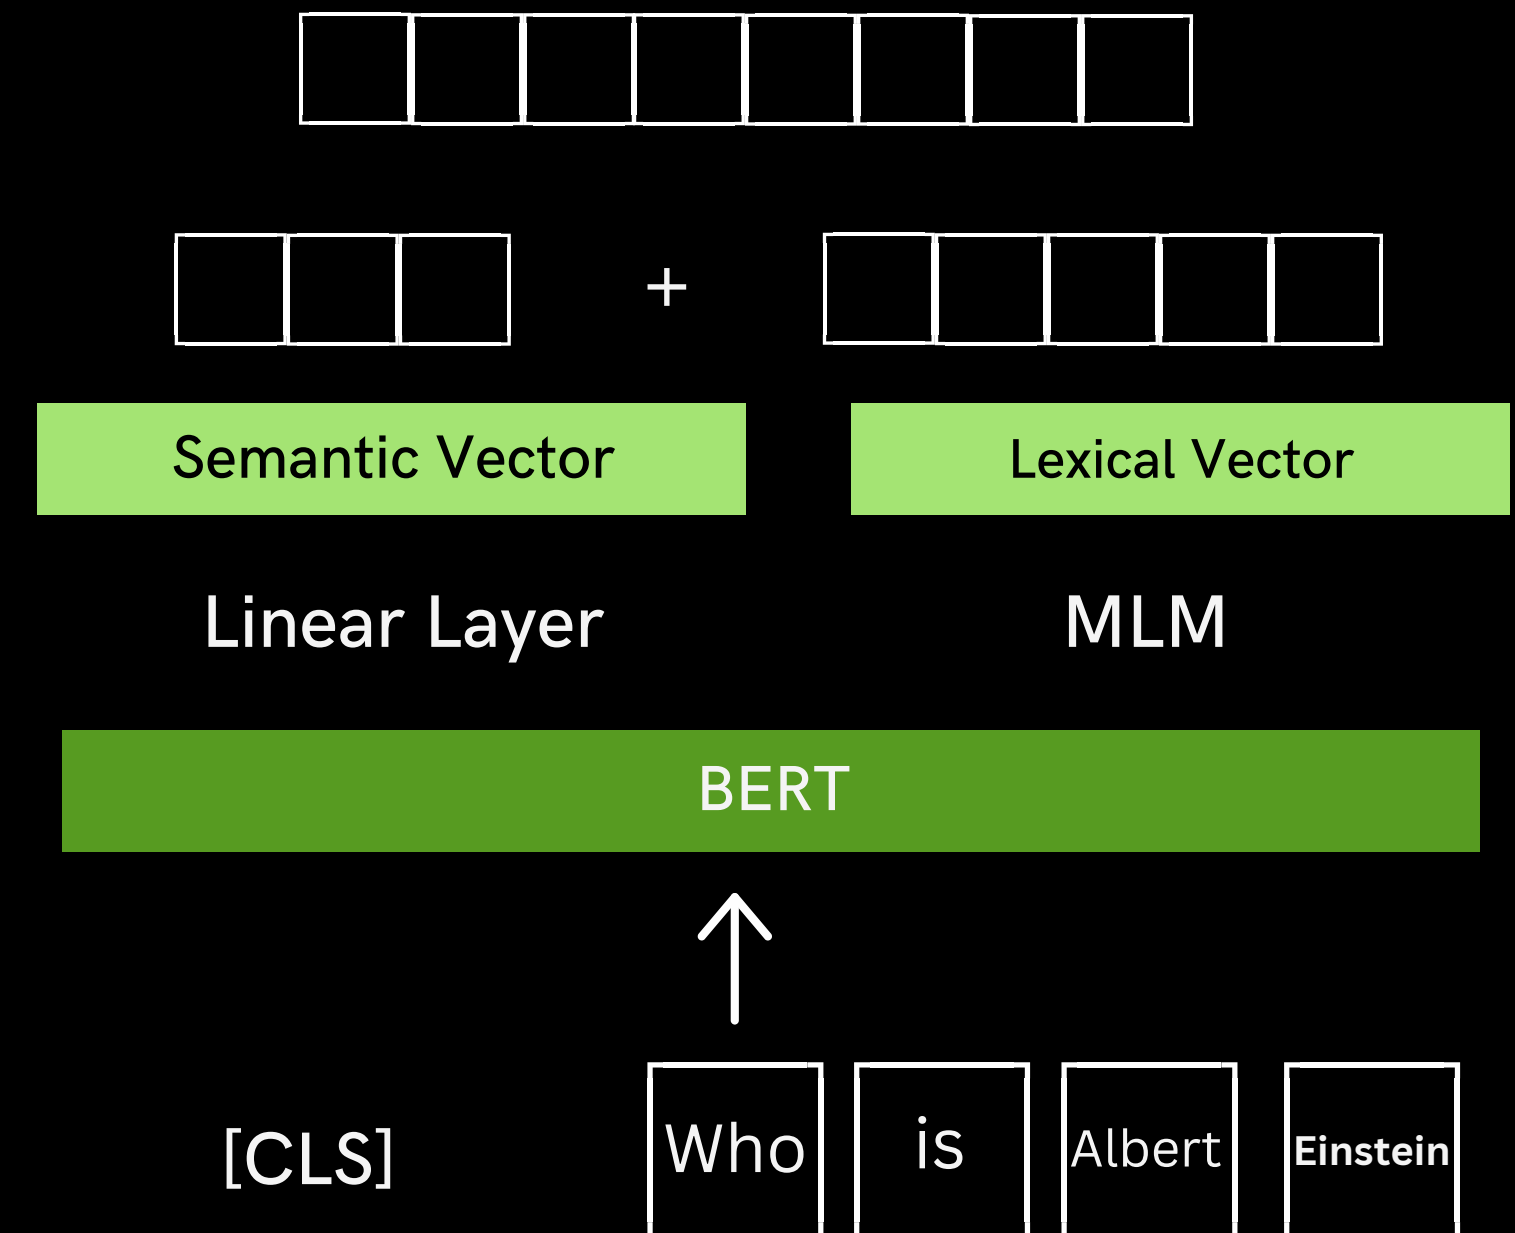 +
Semantic Vector
Lexical Vector
Linear Layer
MLM
BERT
[CLS]
Who
is
Albert
Einstein